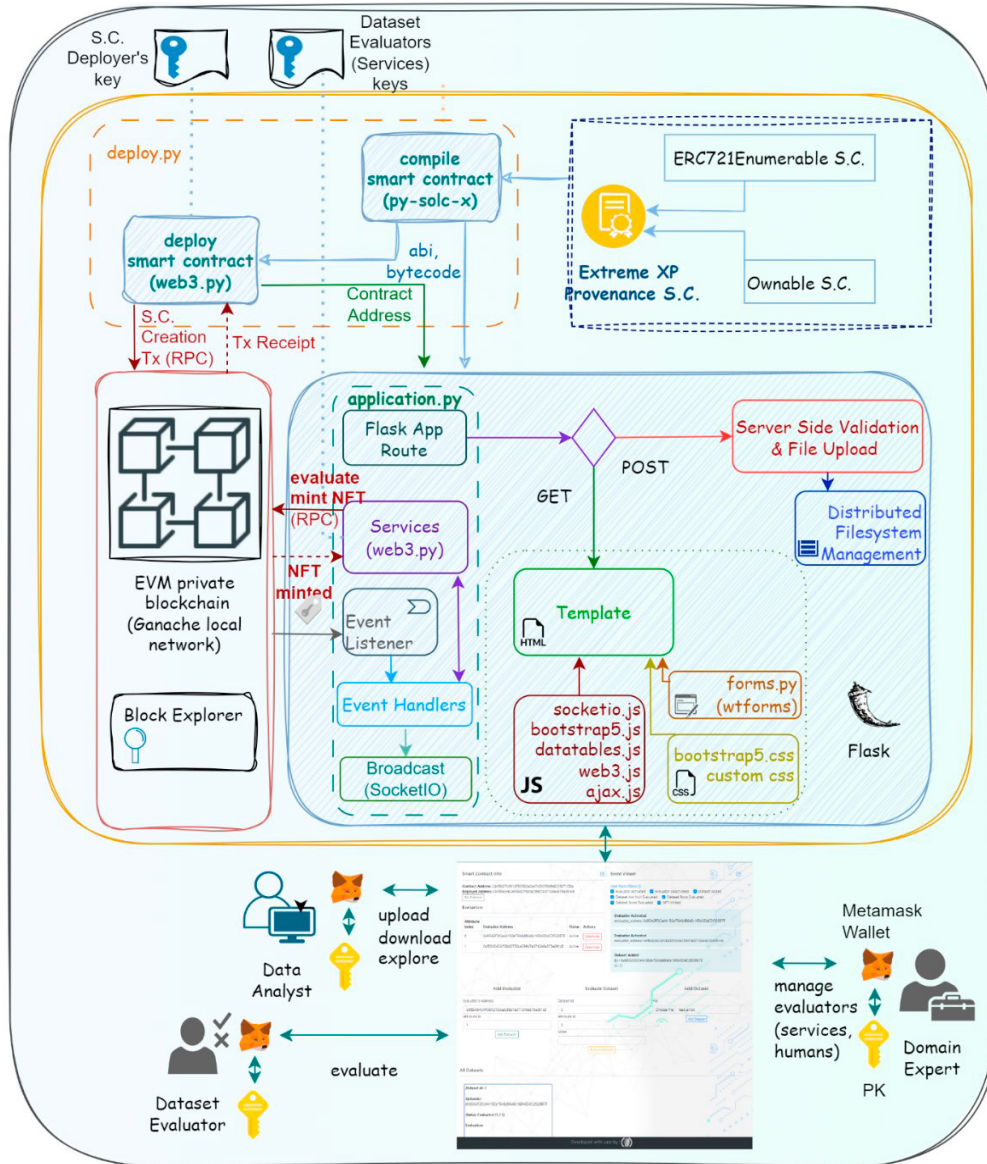 S.C.
Deployer's
key
Dataset
Evaluators
(Services)
keys
deploy.py
compile
smart contract
(py-solc-x)
ERC721Enumerable S.C.
deploy
smart contract
(web3.py)
abi,
bytecode
Extreme XP
Provenance S.C.
Ownable S.C.
Contract
Address
S.C.
Creation
Tx (RPC)
Tx Receipt
application.py
Flask App
Route
Server Side Validation
& File Upload
POST
GET
evaluate
mint NFT
(RPC)
Services
(web3.py)
Distributed
Filesystem
Management
NFT
minted
EVM private
blockchain
(Ganache local
network)
Event
Listener
Template
HTML
Event Handlers
forms.py
(wtforms)
Block Explorer
socketio.js
bootstrap5.js
datatables.js
web3.js
ajax.js
JS
bootstrap5.css
custom css
CSS
Flask
Broadcast
(SocketIO)
Smart Contract Info
Event Viewer
Evaluators
Add Evaluator
Evaluate Dataset
Add Dataset
All Datasets
upload
download
explore
Data
Analyst
Metamask
Wallet
manage
evaluators
(services,
humans)
PK
Domain
Expert
evaluate
Dataset
Evaluator